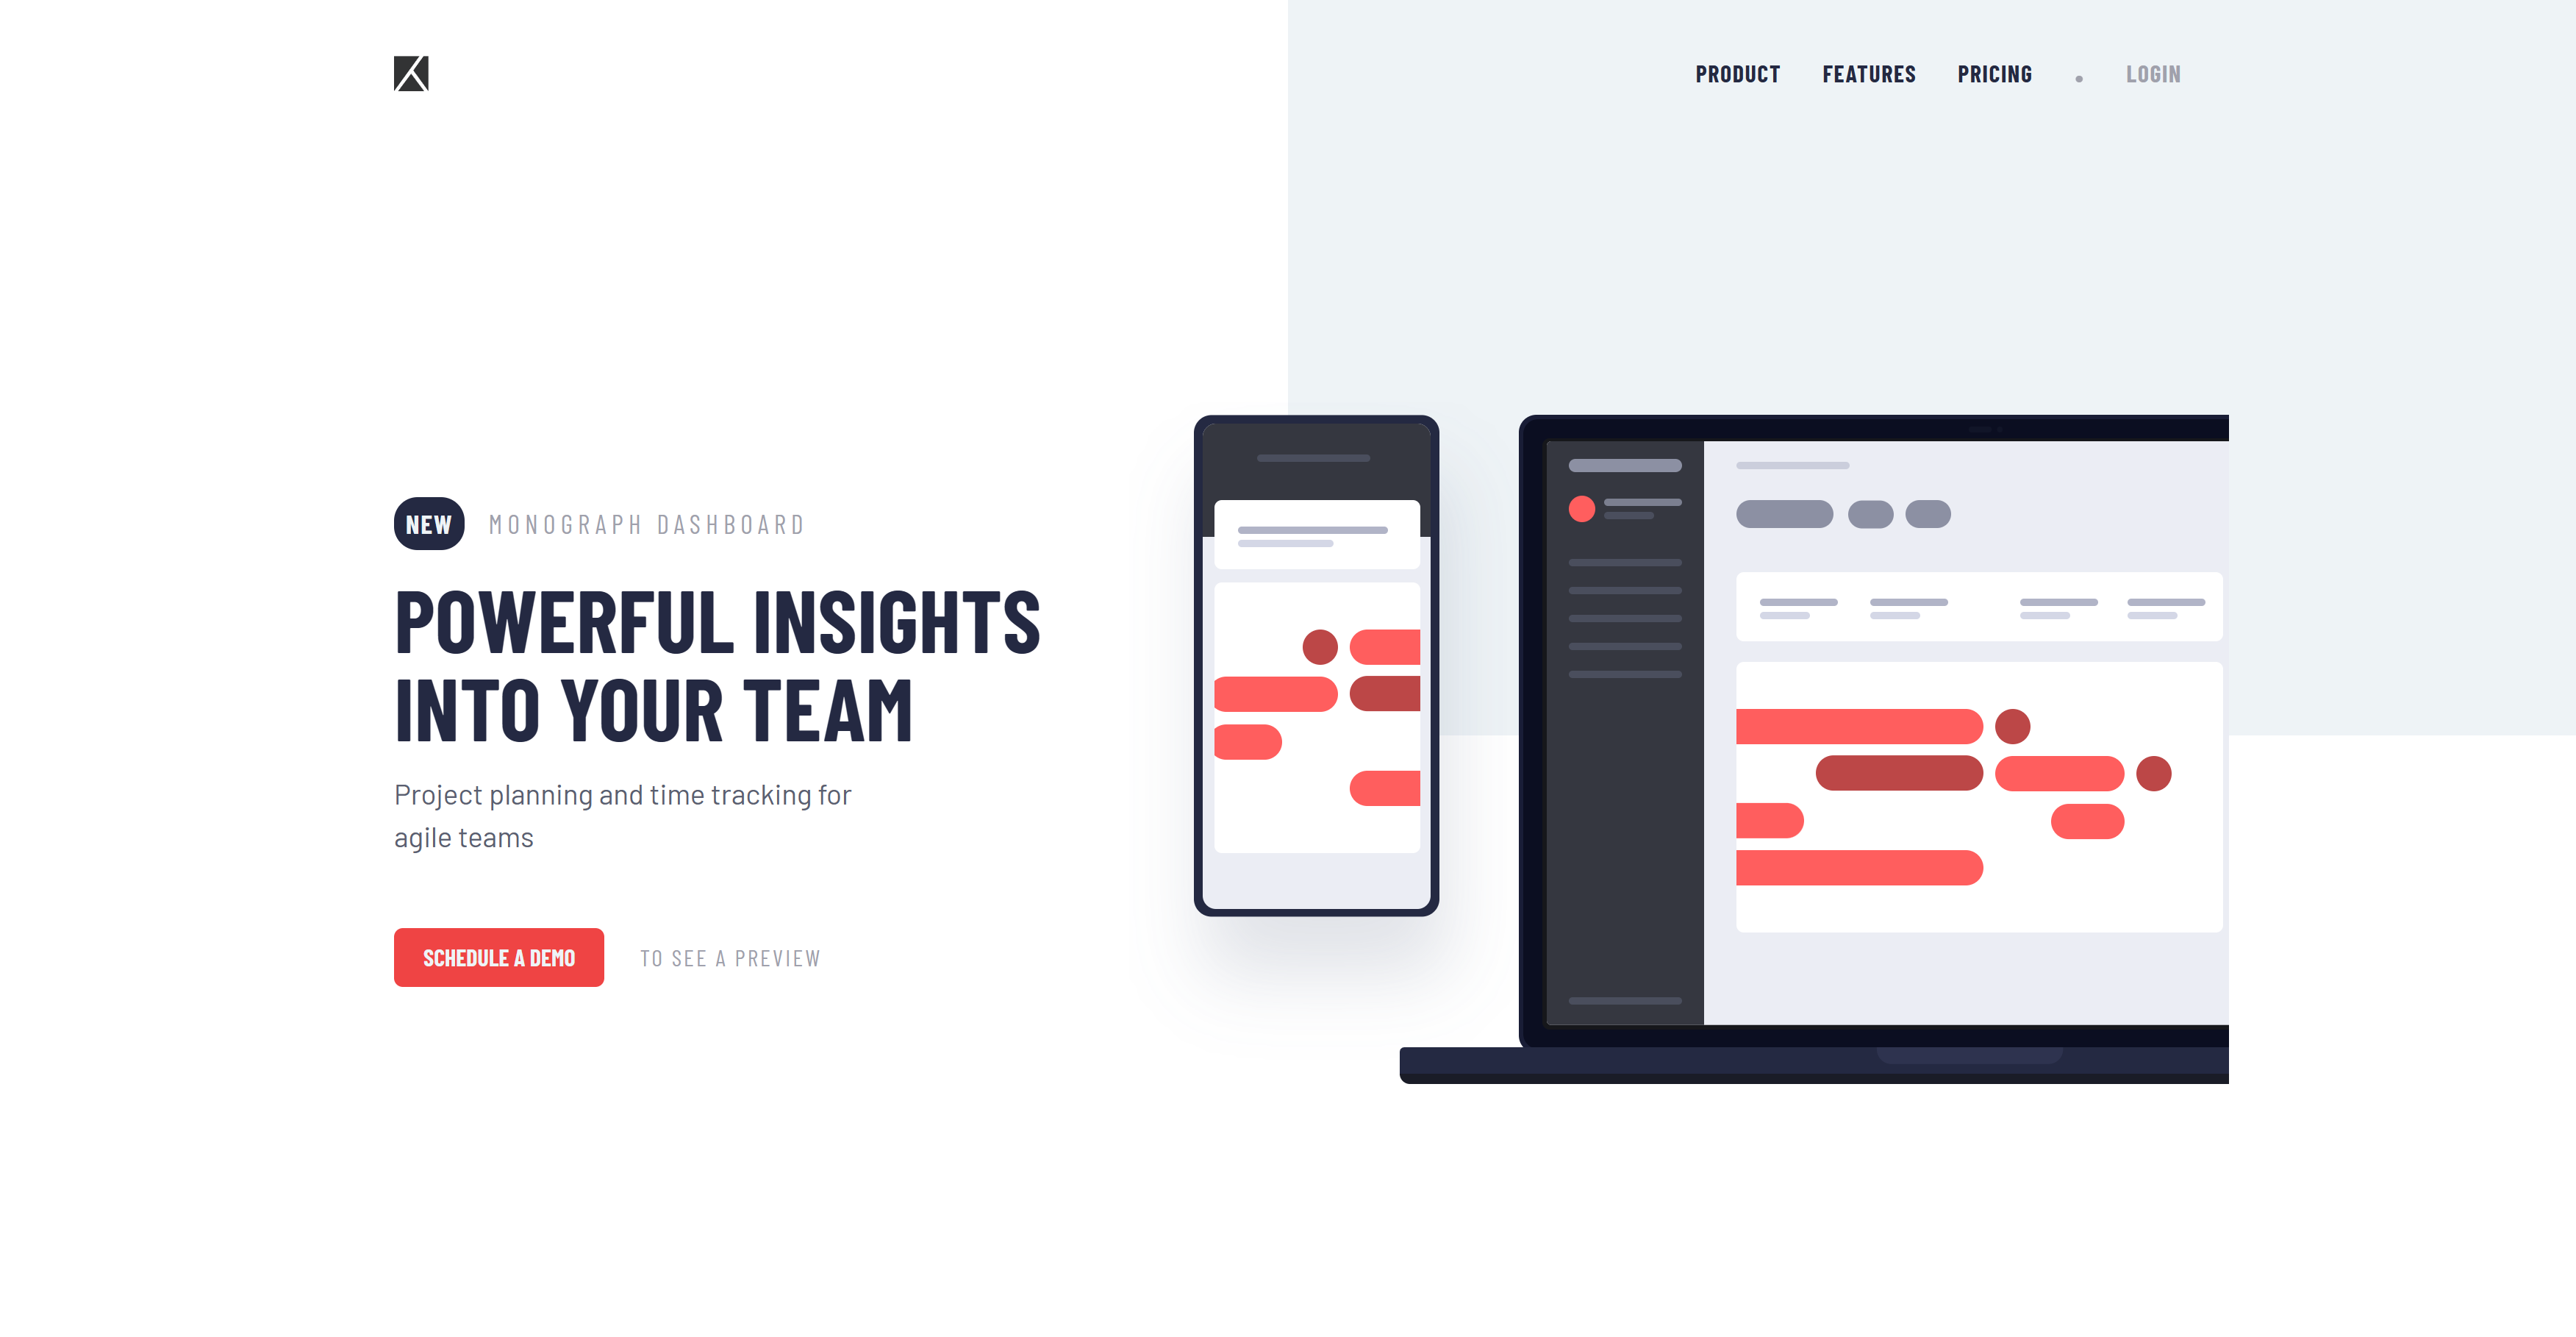 PRODUCT FEATURES PRICING LOGIN
NEW MONOGRAPH DASHBOARD
POWERFUL INSIGHTS
INTO YOUR TEAM
Project planning and time tracking for
agile teams
SCHEDULE A DEMO TO SEE A PREVIEW